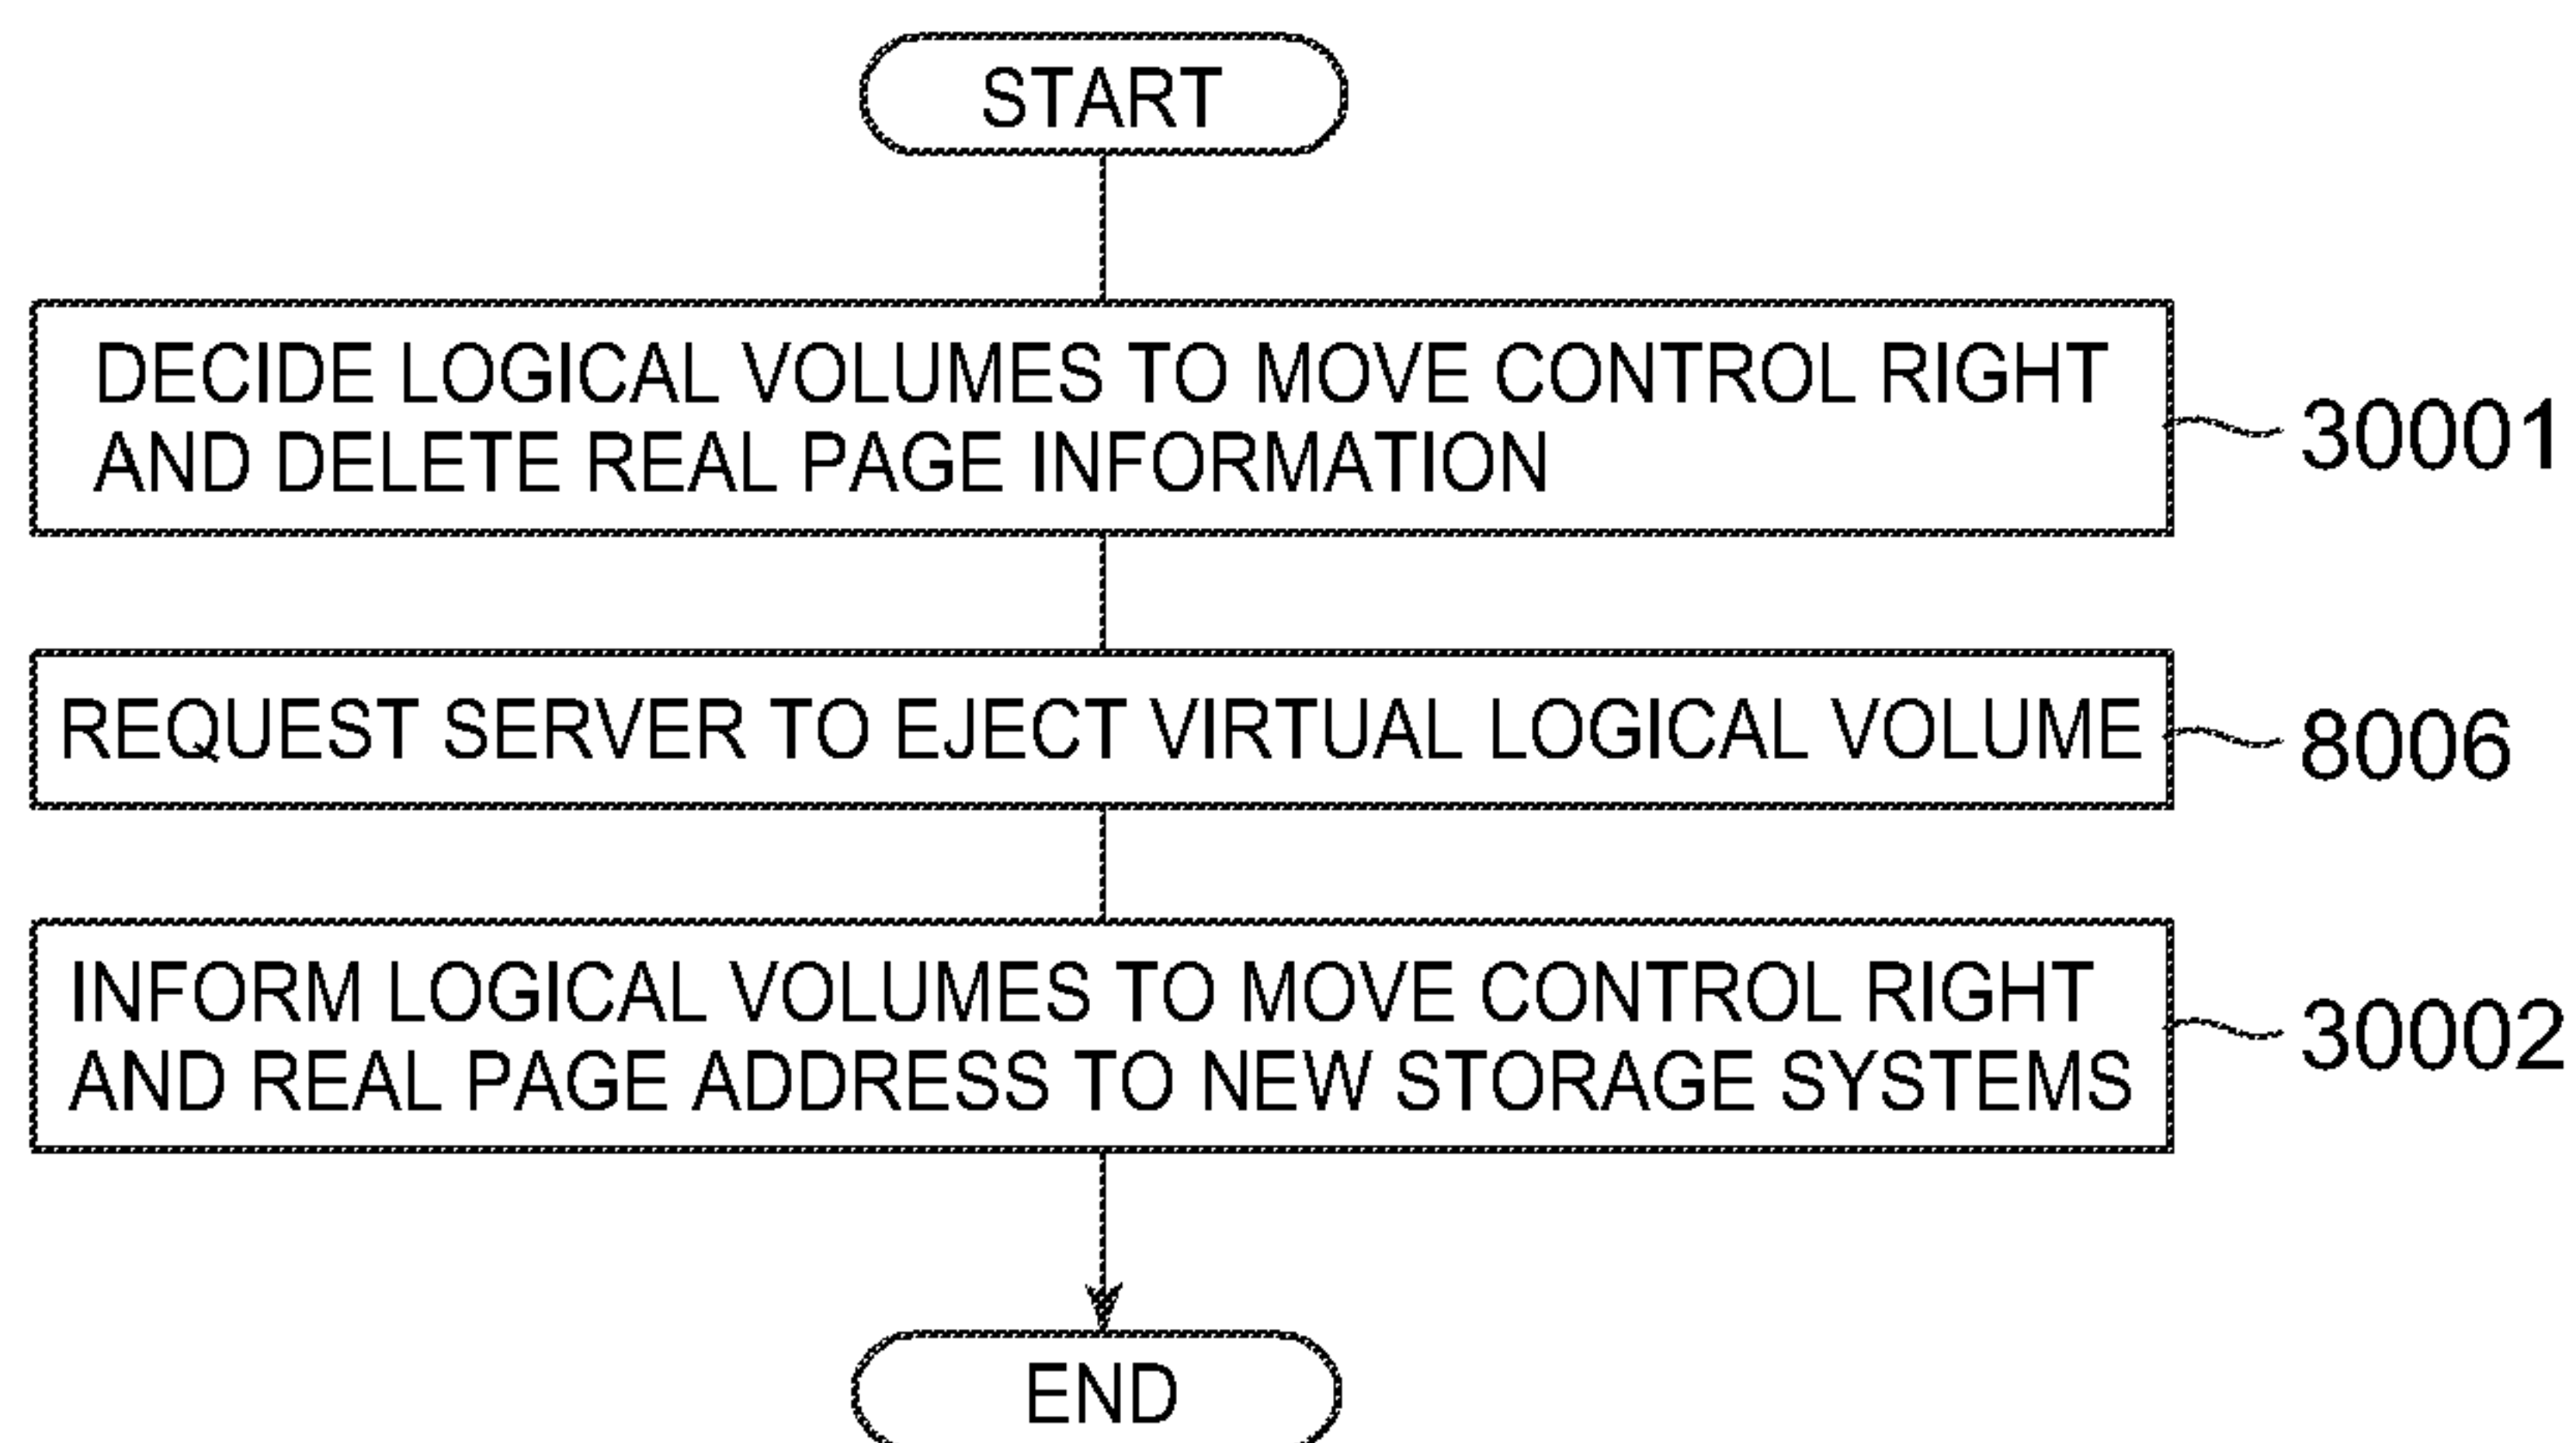 START
DECIDE LOGICAL VOLUMES TO MOVE CONTROL RIGHT
AND DELETE REAL PAGE INFORMATION
30001
REQUEST SERVER TO EJECT VIRTUAL LOGICAL VOLUME
8006
INFORM LOGICAL VOLUMES TO MOVE CONTROL RIGHT
AND REAL PAGE ADDRESS TO NEW STORAGE SYSTEMS
30002
END